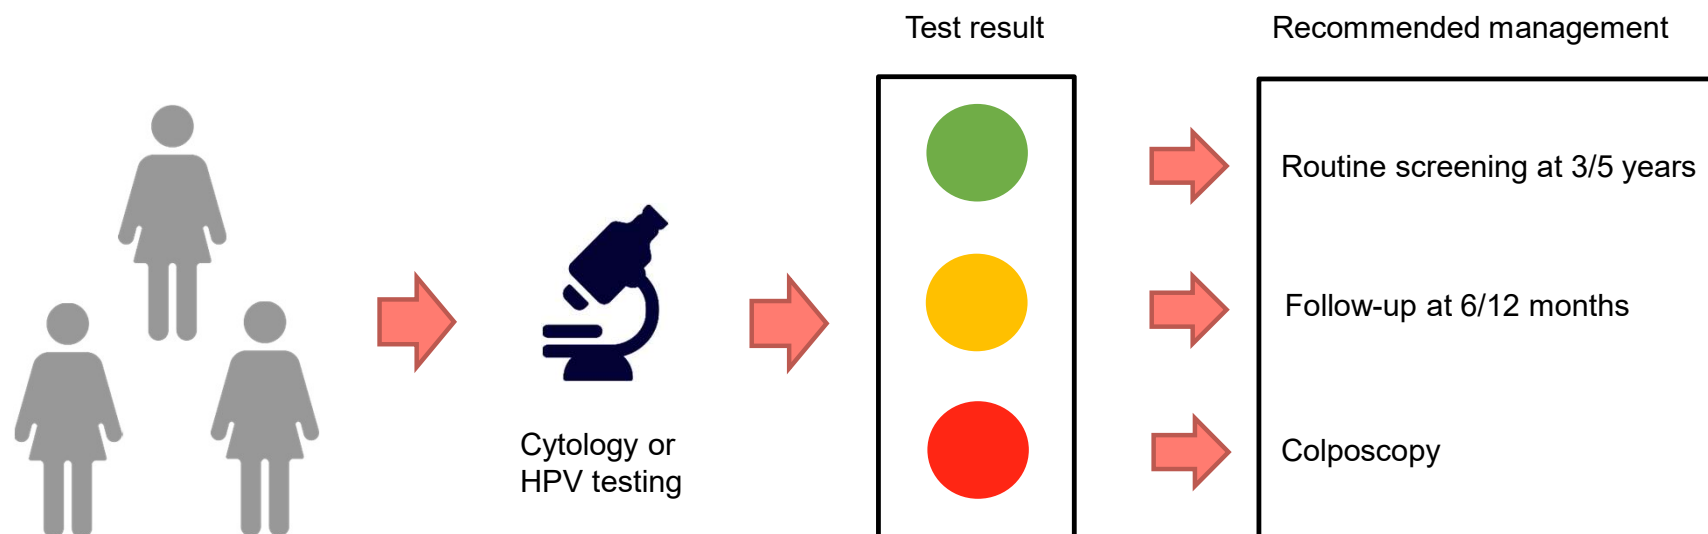 Test result
Recommended management
Cytology or
HPV testing
Routine screening at 3/5 years
Follow-up at 6/12 months
Colposcopy